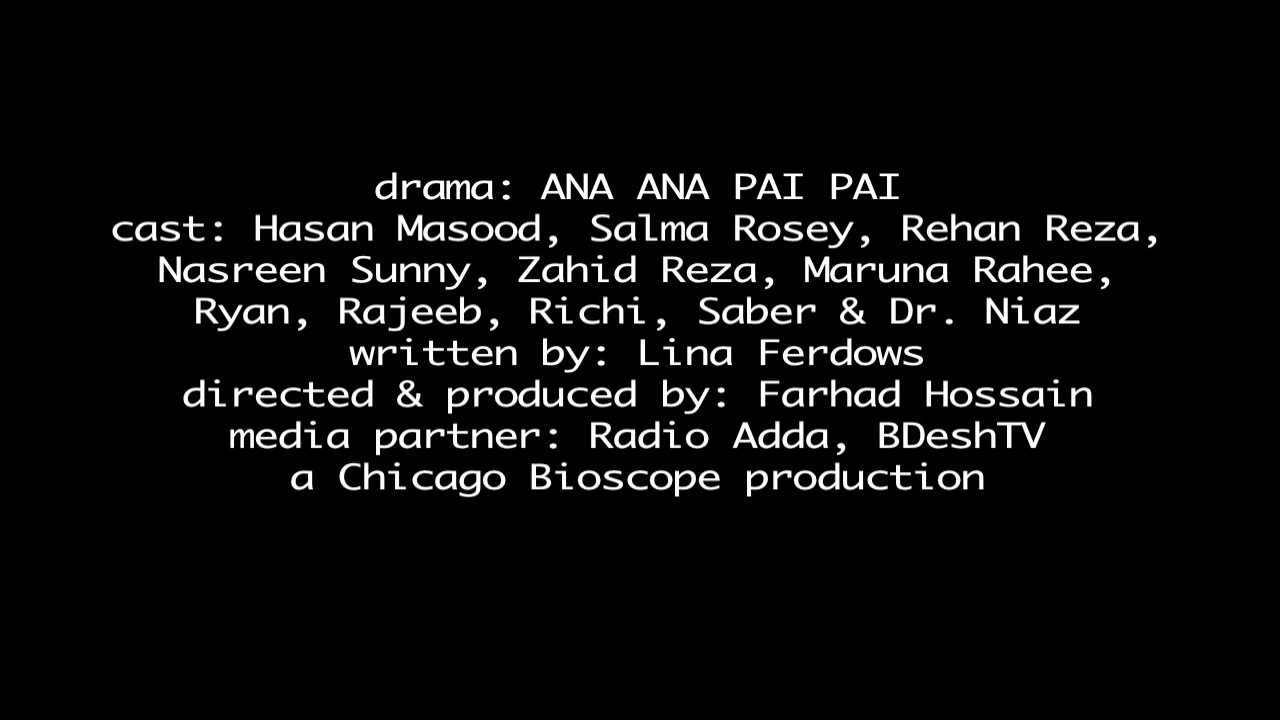 drama: ANA ANA PAI PAI
cast: Hasan Masood, Salma Rosey, Rehan Reza,
Nasreen Sunny, Zahid Reza, Maruna Rahee,
Ryan, Rajeeb, Richi, Saber & Dr. Niaz
written by: Lina Ferdows
directed & produced by: Farhad Hossain
media partner: Radio Adda, BDeshTV
a Chicago Bioscope production